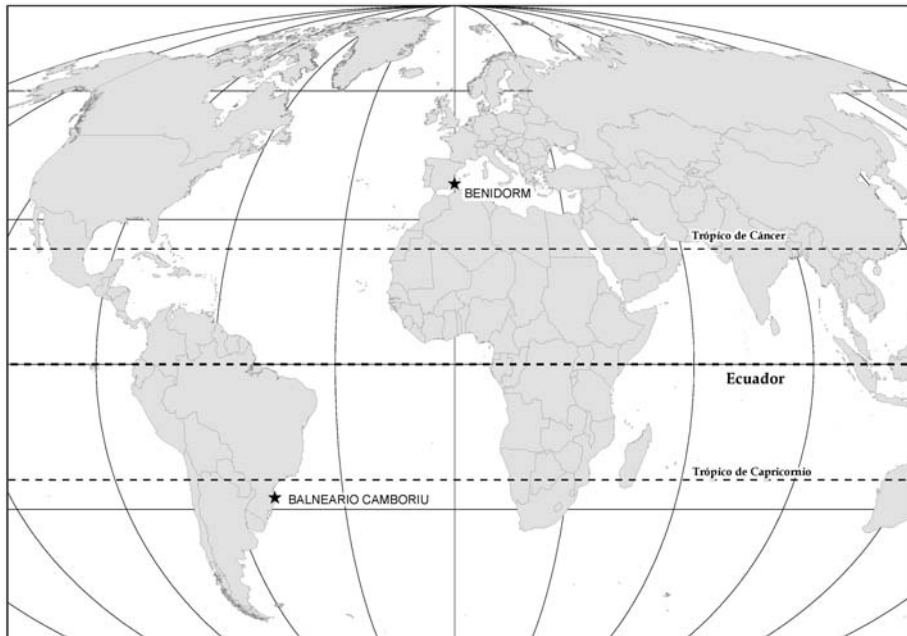 BENIDORM
Trópico de Cáncer
Ecuador
Trópico de Capricornio
BALNEARIO CAMBORIU